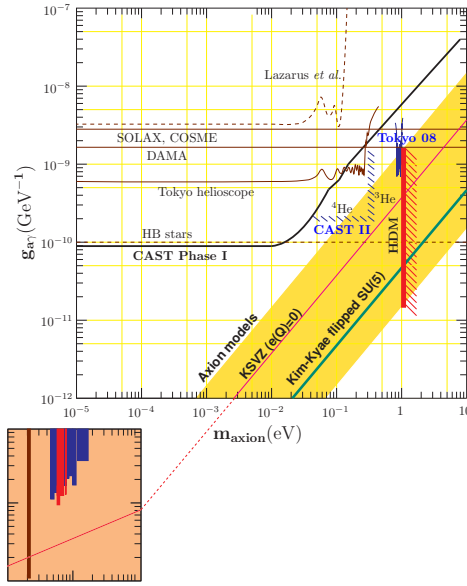 10⁻⁷
Lazarus et al.
10⁻⁸
SOLAX, COSME
Tokyo 08
DAMA
10⁻⁹
Tokyo helioscope
³He
⁴He
HB stars
CAST II
10⁻¹⁰
CAST Phase I
HDM
10⁻¹¹
Axion models
KSVZ (e(Q)=0)
Kim-Kyae flipped SU(5)
10⁻¹²
g_aγ(GeV⁻¹)
10⁻⁵ 10⁻⁴ 10⁻³ 10⁻² 10⁻¹ 1 10
m_axion(eV)